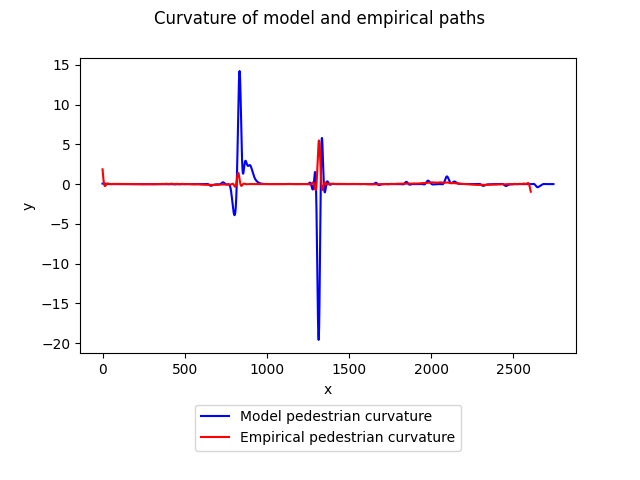 Curvature of model and empirical paths
15
10
5
0
−5
−10
−15
−20
y
0 500 1000 1500 2000 2500
x
Model pedestrian curvature
Empirical pedestrian curvature